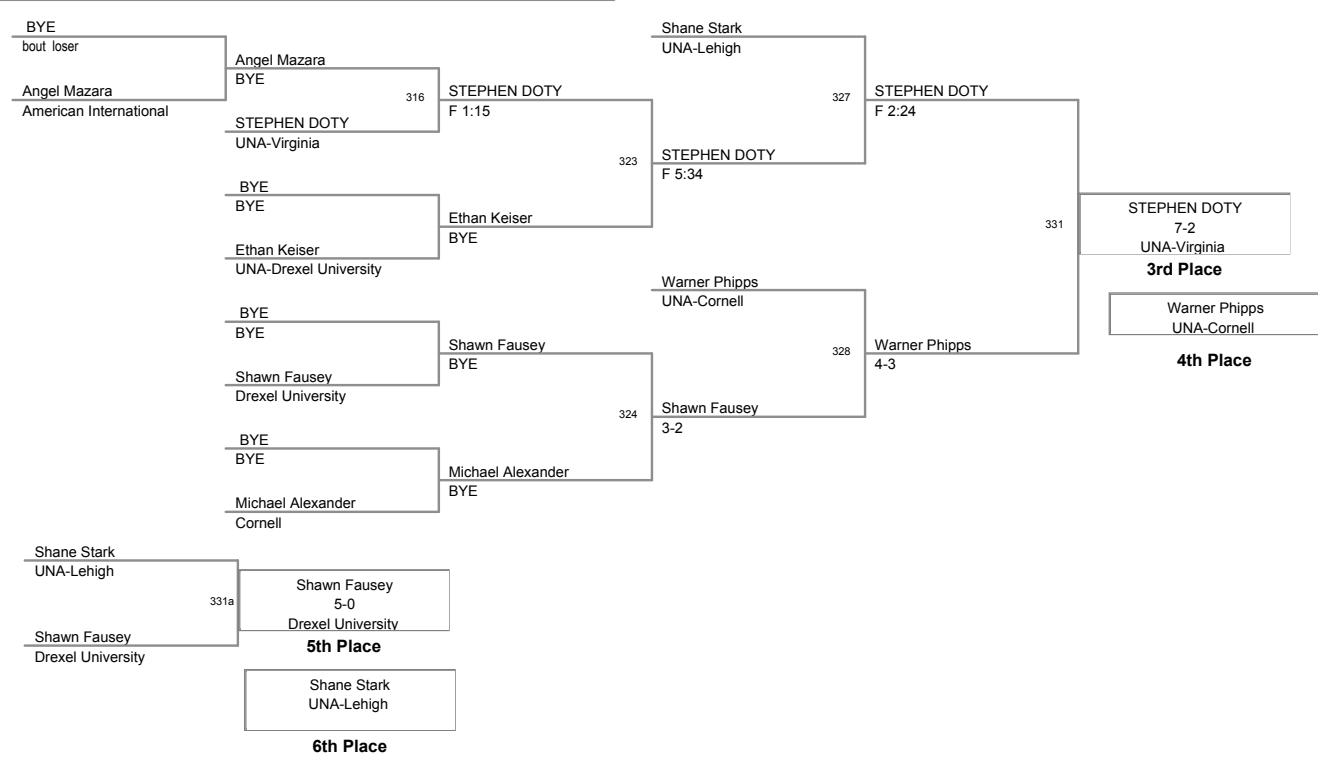 BYE
bout loser
Angel Mazara
American International
Angel Mazara
BYE
316
STEPHEN DOTY
UNA-Virginia
STEPHEN DOTY
F 1:15
BYE
BYE
Ethan Keiser
UNA-Drexel University
Ethan Keiser
BYE
323
STEPHEN DOTY
F 5:34
Shane Stark
UNA-Lehigh
327
STEPHEN DOTY
F 2:24
BYE
BYE
Shawn Fausey
Drexel University
Shawn Fausey
BYE
324
BYE
BYE
Michael Alexander
Cornell
Michael Alexander
BYE
Shawn Fausey
3-2
Warner Phipps
UNA-Cornell
328
Warner Phipps
4-3
331
STEPHEN DOTY
7-2
UNA-Virginia
3rd Place
Warner Phipps
UNA-Cornell
4th Place
Shane Stark
UNA-Lehigh
331a
Shawn Fausey
Drexel University
Shawn Fausey
5-0
Drexel University
5th Place
Shane Stark
UNA-Lehigh
6th Place